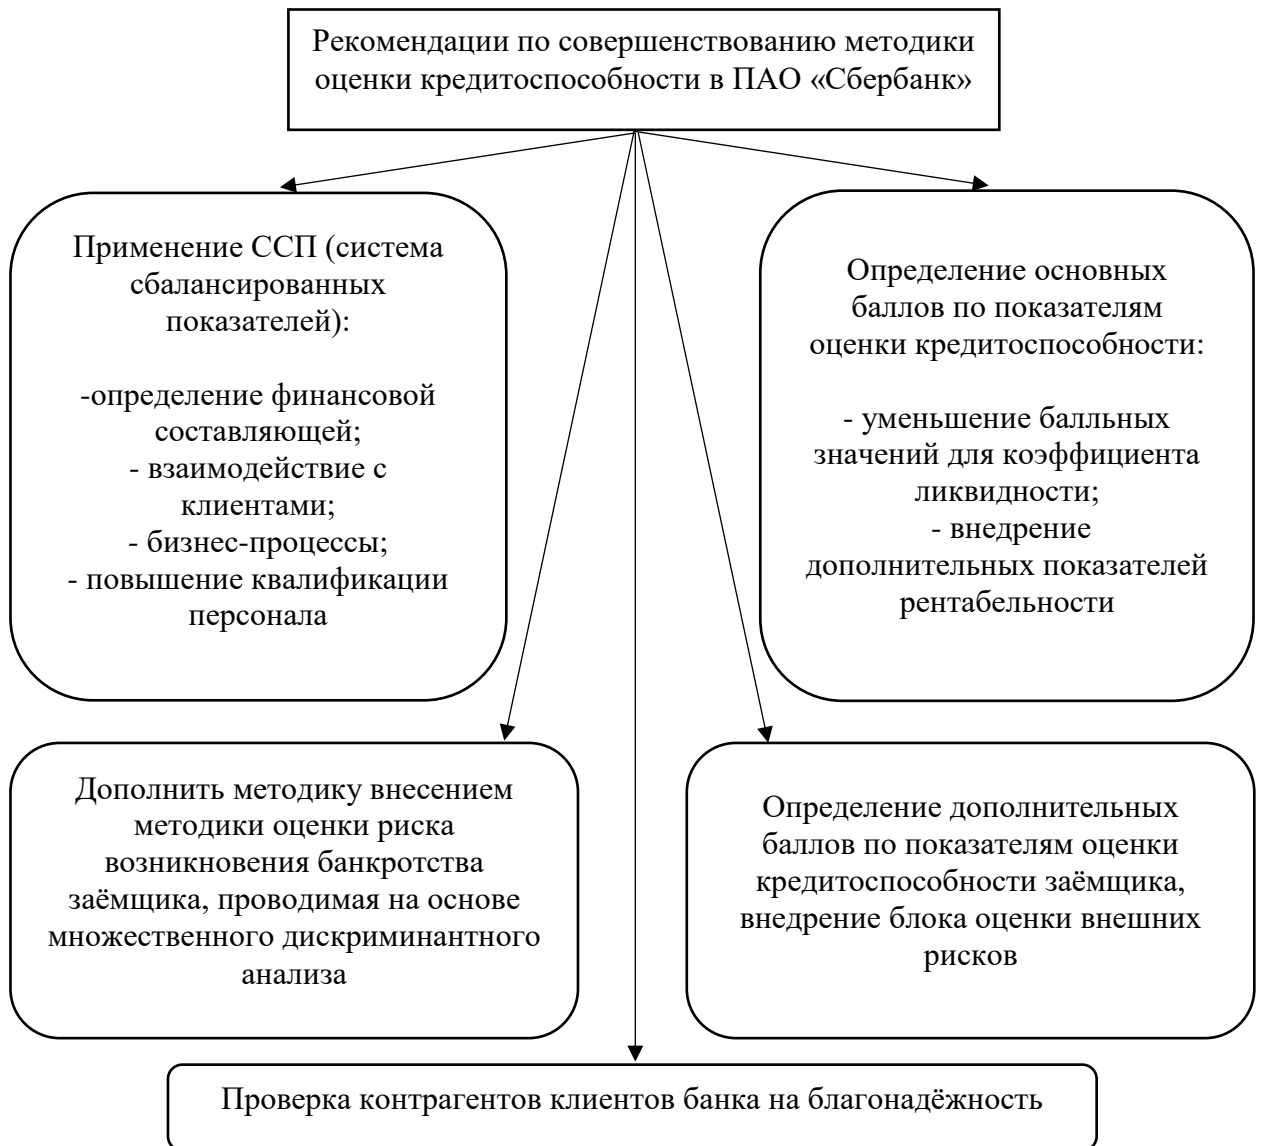 Рекомендации по совершенствованию методики
оценки кредитоспособности в ПАО «Сбербанк»
Применение ССП (система
сбалансированных
показателей):
-определение финансовой
составляющей;
- взаимодействие с
клиентами;
- бизнес-процессы;
- повышение квалификации
персонала
Определение основных
баллов по показателям
оценки кредитоспособности:
- уменьшение балльных
значений для коэффициента
ликвидности;
- внедрение
дополнительных показателей
рентабельности
Дополнить методику внесением
методики оценки риска
возникновения банкротства
заёмщика, проводимая на основе
множественного дискриминантного
анализа
Определение дополнительных
баллов по показателям оценки
кредитоспособности заёмщика,
внедрение блока оценки внешних
рисков
Проверка контрагентов клиентов банка на благонадёжность